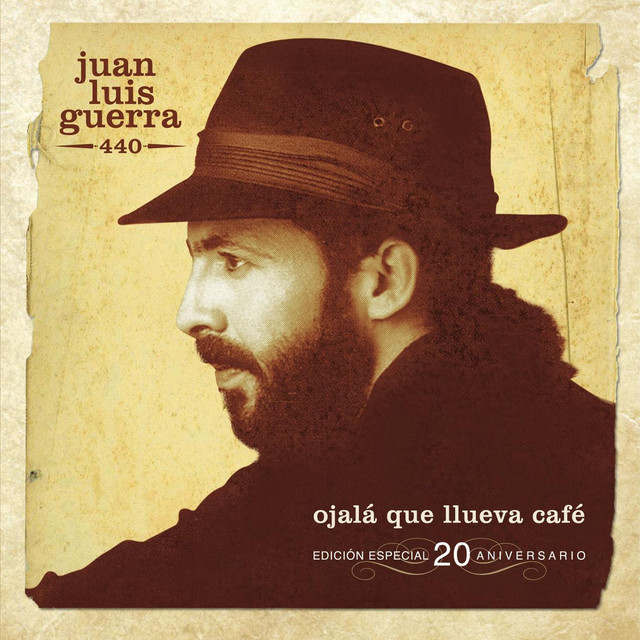 juan
luis
guerra
440
ojalá que llueva café
EDICIÓN ESPECIAL 20 ANIVERSARIO